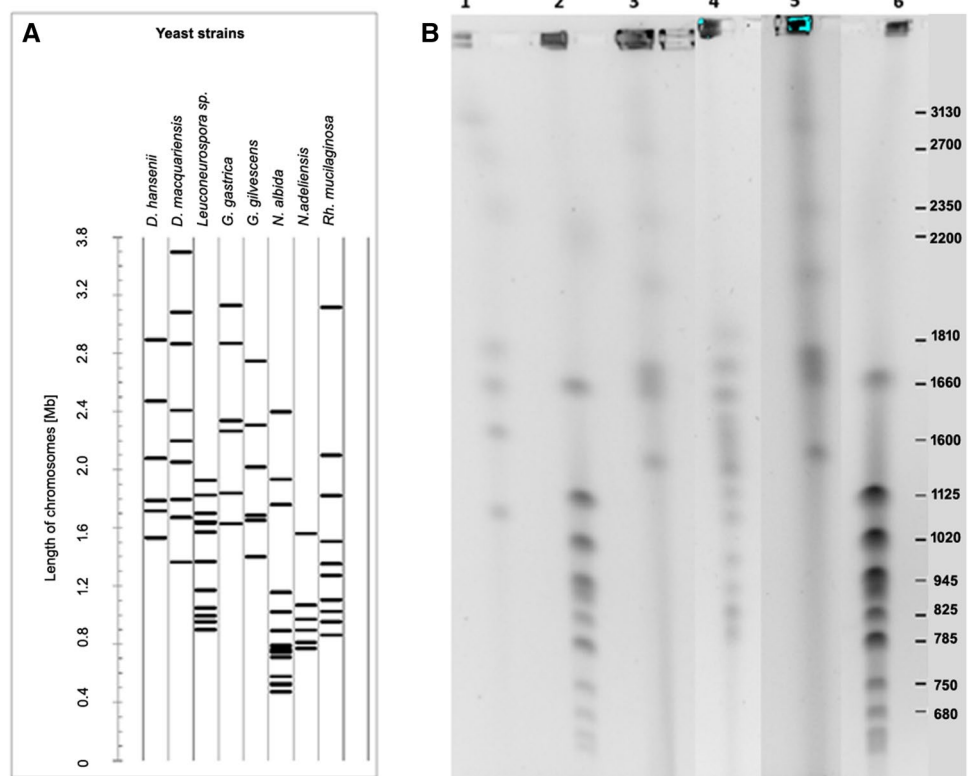 A
Yeast strains
D. hansenii
D. macquariensis
Leuconeurospora sp.
G. gastrica
G. gilvescens
N. albida
N.adeliensis
Rh. mucilaginosa
Length of chromosomes [Mb]
3.8
3.2
2.8
2.4
2.0
1.6
1.2
0.8
0.4
0
B
1 2 3 4 5 6
3130
2700
2350
2200
1810
1660
1600
1125
1020
945
825
785
750
680